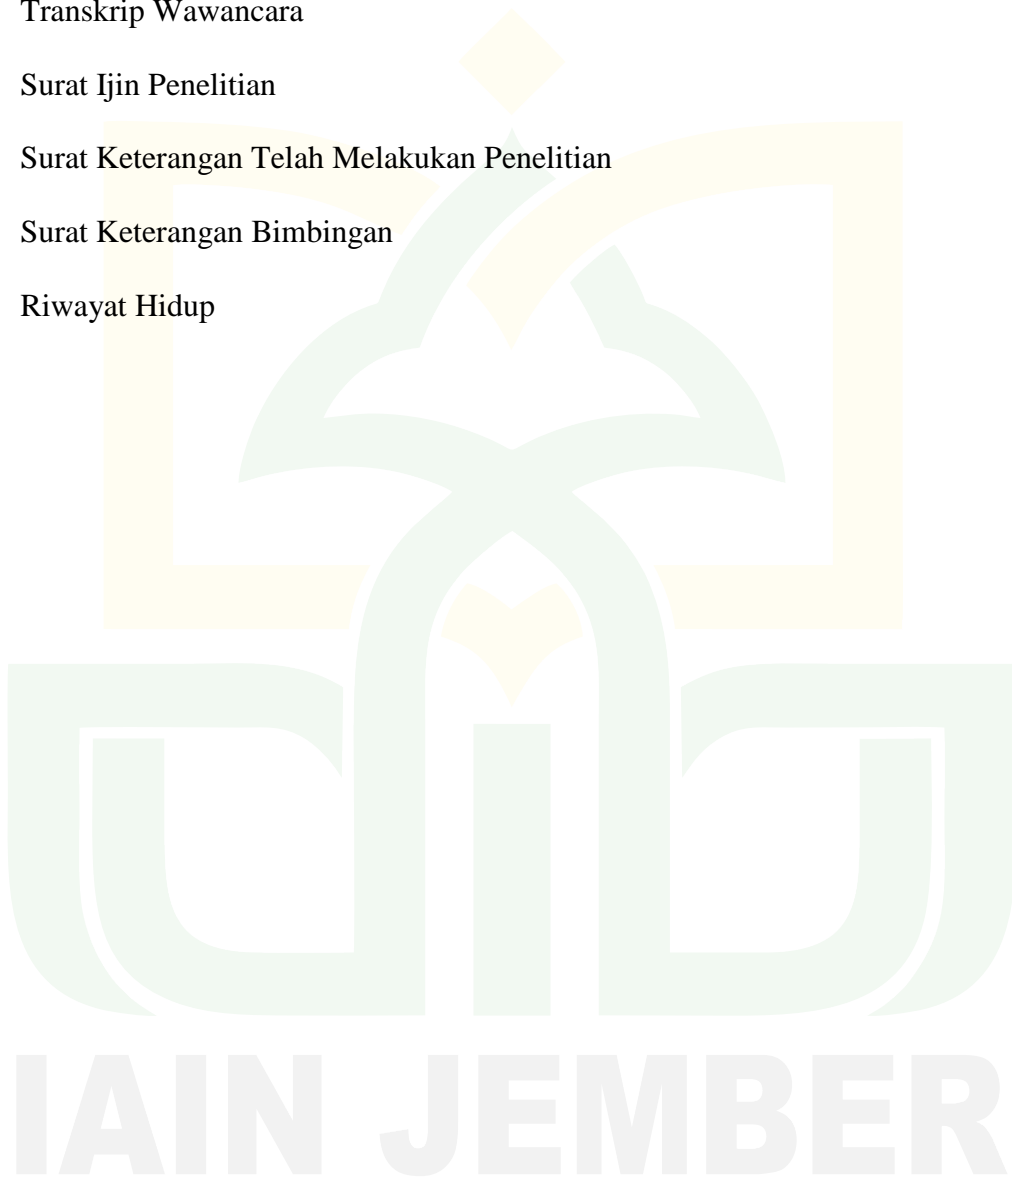 Transkrip Wawancara
Surat Ijin Penelitian
Surat Keterangan Telah Melakukan Penelitian
Surat Keterangan Bimbingan
Riwayat Hidup
IAIN JEMBER